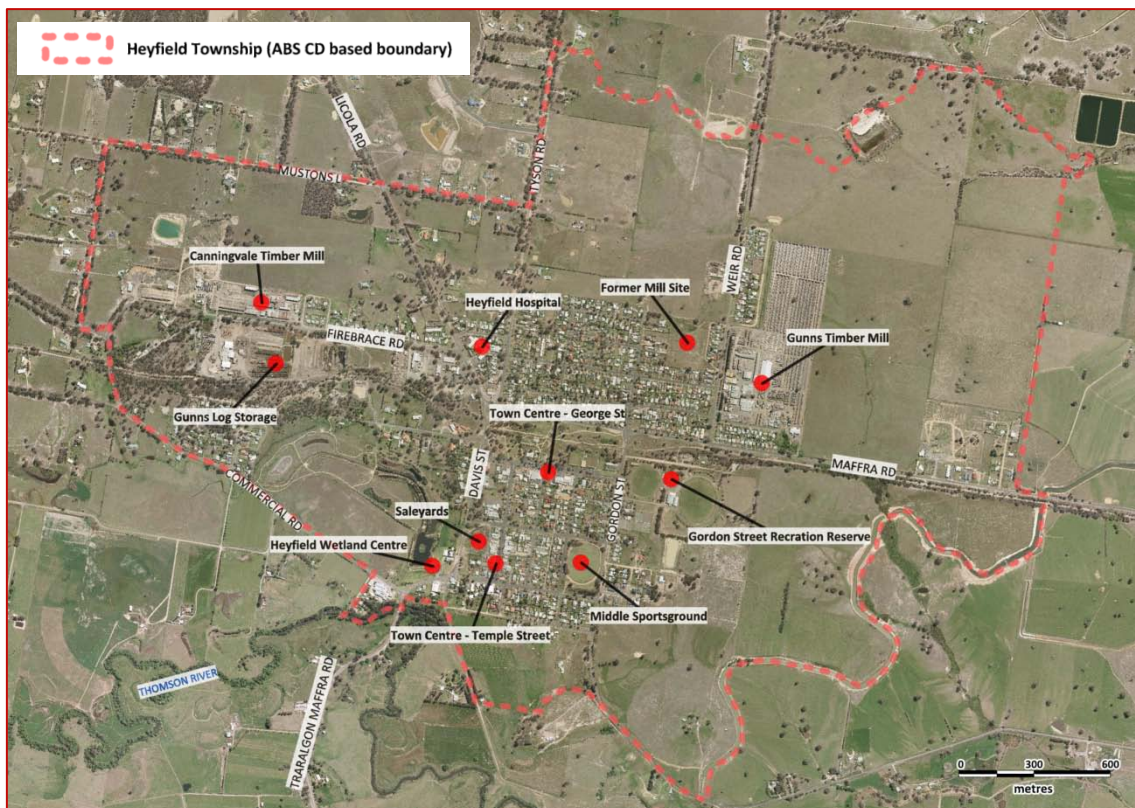 Heyfield Township (ABS CD based boundary)
LICOLA RD
TYSON RD
MUSTONS L
WEIR RD
Canningvale Timber Mill
Heyfield Hospital
Former Mill Site
FIREBRACE RD
Gunns Timber Mill
Gunns Log Storage
Town Centre - George St
MAFFRA RD
DAVIS ST
GORDON ST
COMMERCIAL RD
Saleyards
Gordon Street Recration Reserve
Heyfield Wetland Centre
Middle Sportsground
Town Centre - Temple Street
THOMSON RIVER
TRARALGON MAFFRA RD
0 300 600
metres